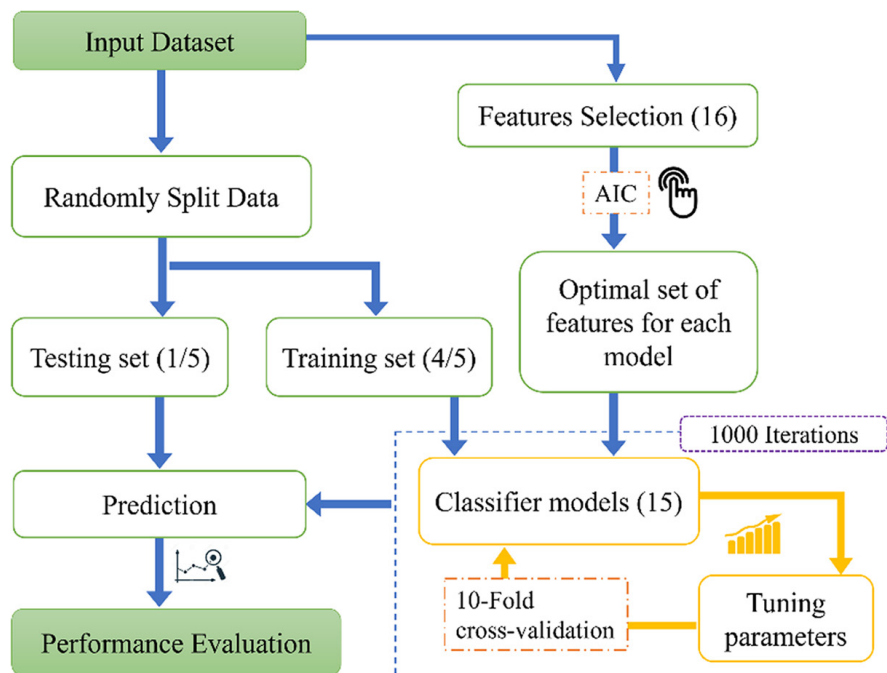 Input Dataset
Features Selection (16)
AIC
Randomly Split Data
Optimal set of
features for each
model
Testing set (1/5)
Training set (4/5)
1000 Iterations
Classifier models (15)
Prediction
10-Fold
cross-validation
Tuning
parameters
Performance Evaluation